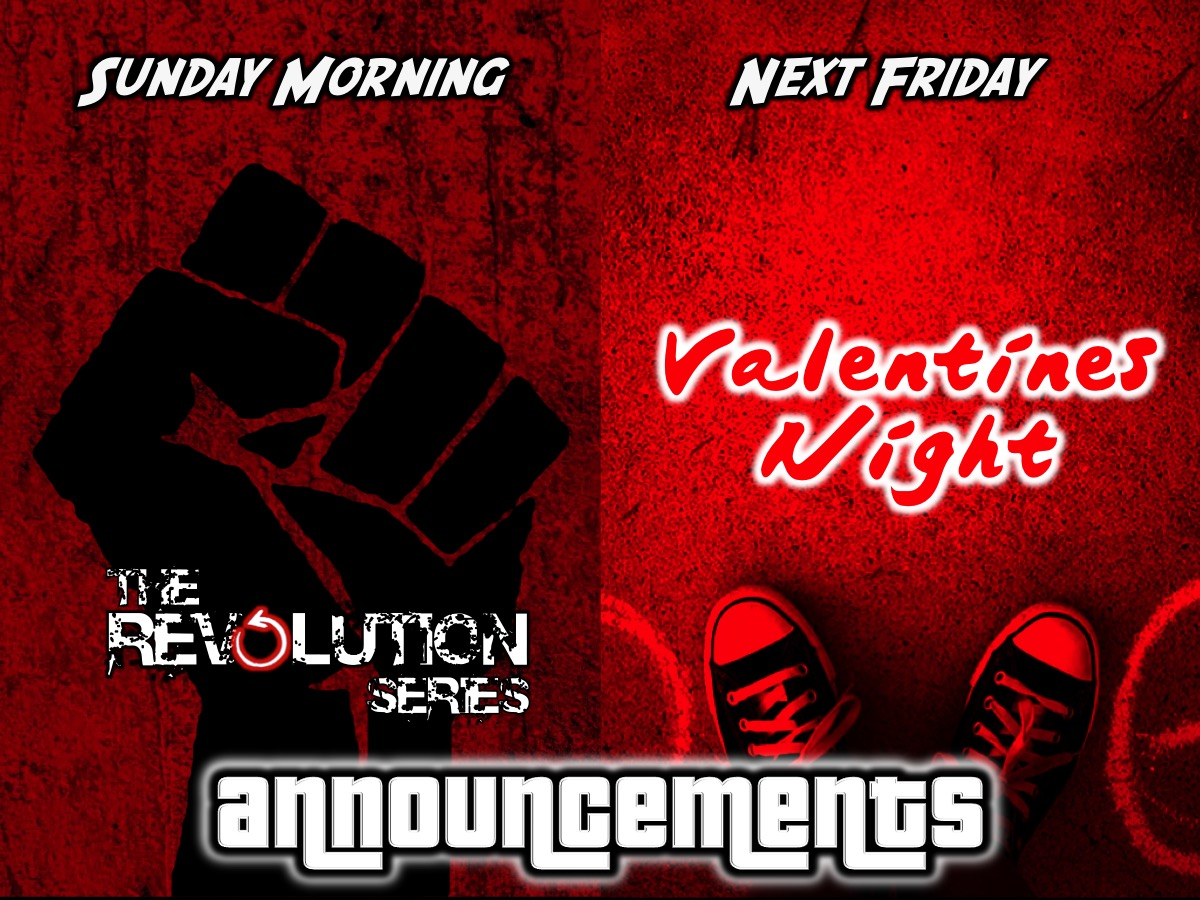 Sunday Morning
THE
REVOLUTION
SERIES
Next Friday
Valentines
Night
announcements